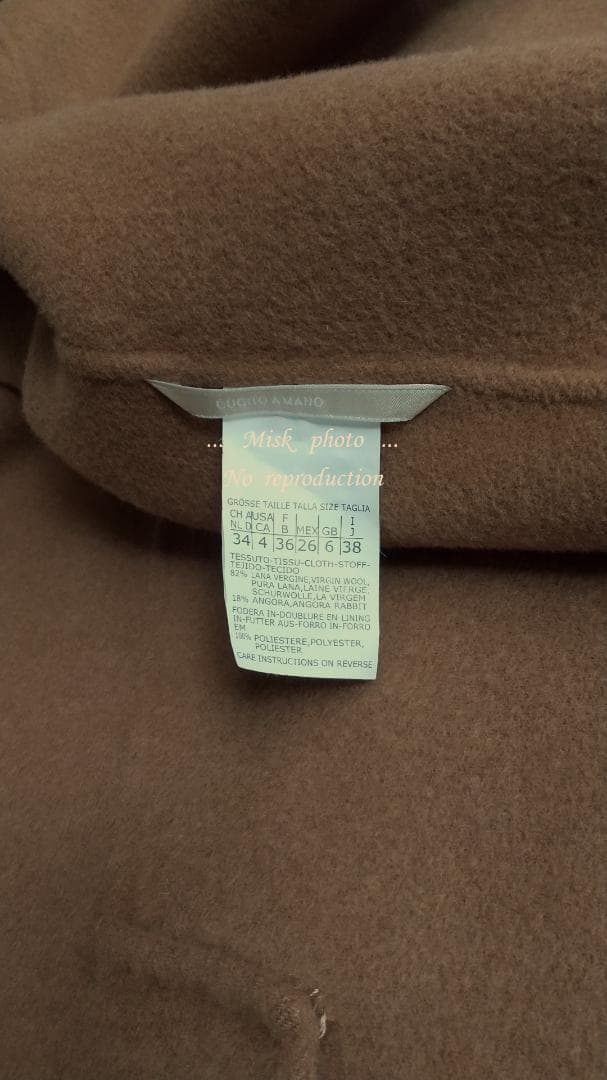 CUCITO A MANO
... Misk photo ...
No reproduction
GRÖSSE TAILLE TALLA SIZE TAGLIA
CH A USA F I
NL D CA B MEX GB J
34 4 36 26 6 38
TESSUTO-TISSU-CLOTH-STOFF-
TEJIDO-TECIDO
82% LANA VERGINE,VIRGIN WOOL,
PURA LANA,LAINE VIERGE,
SCHURWOLLE,LA VIRGEM
18% ANGORA,ANGORA RABBIT
FODERA IN-DOUBLURE EN-LINING
IN-FUTTER AUS-FORRO IN-FORRO
EM
100% POLIESTERE,POLYESTER,
POLIESTER
CARE INSTRUCTIONS ON REVERSE